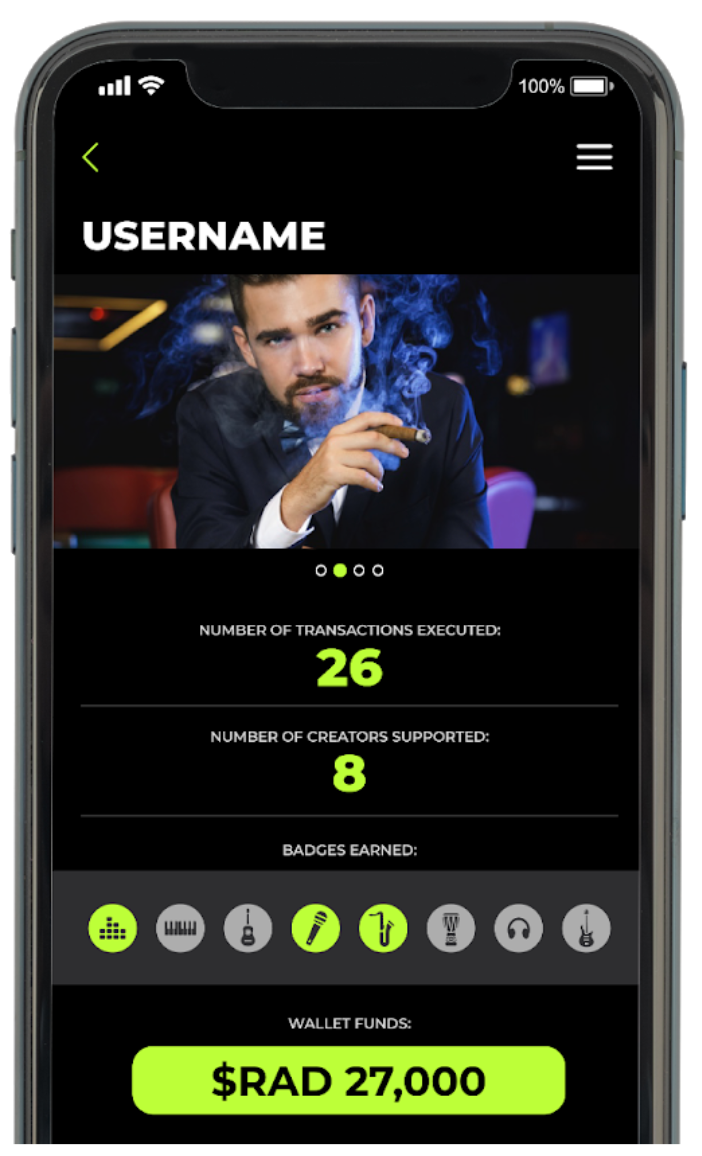 100%
USERNAME
NUMBER OF TRANSACTIONS EXECUTED:
26
NUMBER OF CREATORS SUPPORTED:
8
BADGES EARNED:
WALLET FUNDS:
$RAD 27,000